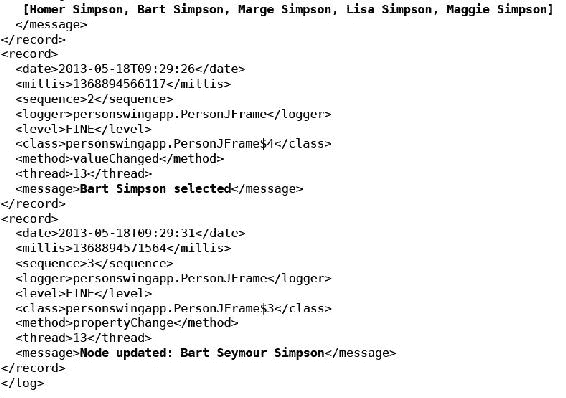 [Homer Simpson, Bart Simpson, Marge Simpson, Lisa Simpson, Maggie Simpson]
</message>
</record>
<record>
<date>2013-05-18T09:29:26</date>
<millis>1368894566117</millis>
<sequence>2</sequence>
<logger>personswingapp.PersonJFrame</logger>
<level>FINE</level>
<class>personswingapp.PersonJFrame$4</class>
<method>valueChanged</method>
<thread>13</thread>
<message>Bart Simpson selected</message>
</record>
<record>
<date>2013-05-18T09:29:31</date>
<millis>1368894571564</millis>
<sequence>3</sequence>
<logger>personswingapp.PersonJFrame</logger>
<level>FINE</level>
<class>personswingapp.PersonJFrame$3</class>
<method>propertyChange</method>
<thread>13</thread>
<message>Node updated: Bart Seymour Simpson</message>
</record>
</log>